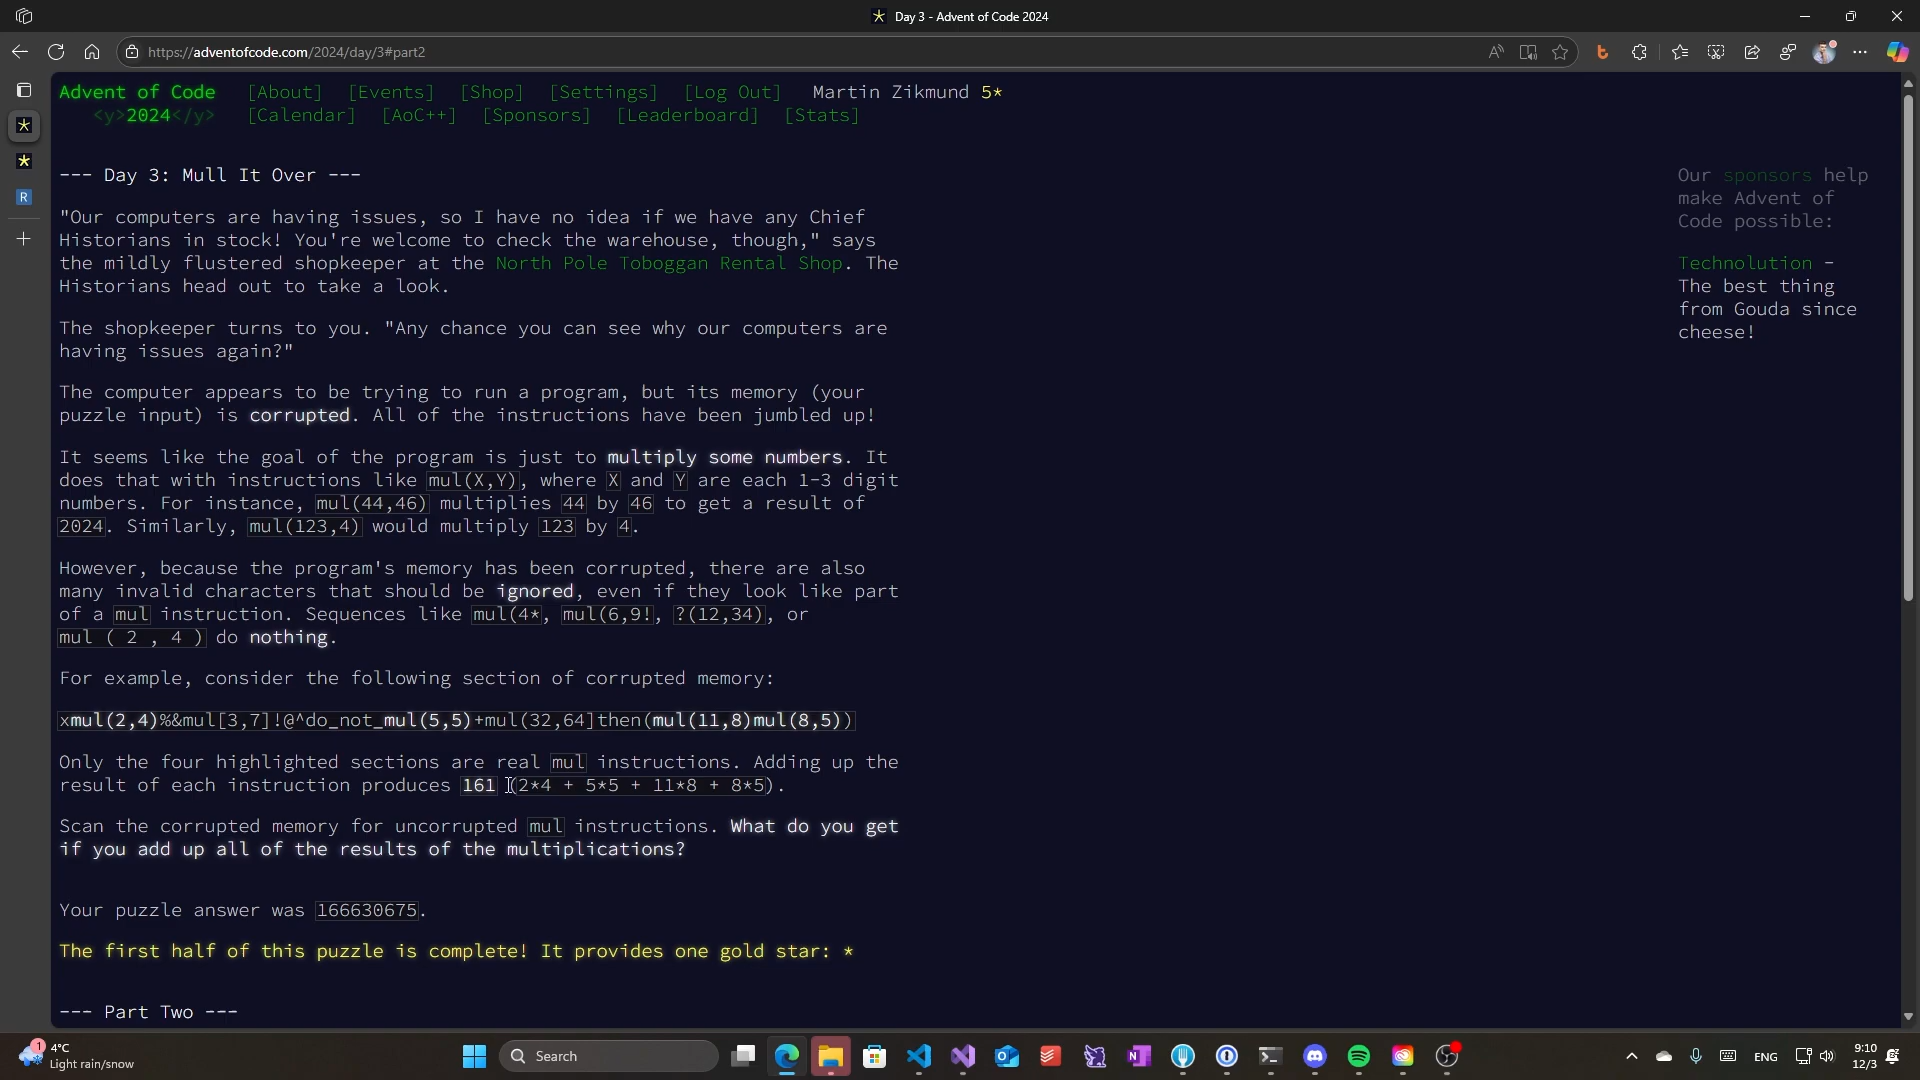 Day 3 - Advent of Code 2024
https://adventofcode.com/2024/day/3#part2
Advent of Code [About] [Events] [Shop] [Settings] [Log Out] Martin Zikmund 5*
<y>2024</y> [Calendar] [AoC++] [Sponsors] [Leaderboard] [Stats]
--- Day 3: Mull It Over ---
"Our computers are having issues, so I have no idea if we have any Chief
Historians in stock! You're welcome to check the warehouse, though," says
the mildly flustered shopkeeper at the North Pole Toboggan Rental Shop. The
Historians head out to take a look.
The shopkeeper turns to you. "Any chance you can see why our computers are
having issues again?"
The computer appears to be trying to run a program, but its memory (your
puzzle input) is corrupted. All of the instructions have been jumbled up!
It seems like the goal of the program is just to multiply some numbers. It
does that with instructions like mul(X,Y), where X and Y are each 1-3 digit
numbers. For instance, mul(44,46) multiplies 44 by 46 to get a result of
2024. Similarly, mul(123,4) would multiply 123 by 4.
However, because the program's memory has been corrupted, there are also
many invalid characters that should be ignored, even if they look like part
of a mul instruction. Sequences like mul(4*, mul(6,9!, ?(12,34), or
mul ( 2 , 4 ) do nothing.
For example, consider the following section of corrupted memory:
xmul(2,4)%&mul[3,7]!@^do_not_mul(5,5)+mul(32,64]then(mul(11,8)mul(8,5))
Only the four highlighted sections are real mul instructions. Adding up the
result of each instruction produces 161 (2*4 + 5*5 + 11*8 + 8*5).
Scan the corrupted memory for uncorrupted mul instructions. What do you get
if you add up all of the results of the multiplications?
Your puzzle answer was 166630675.
The first half of this puzzle is complete! It provides one gold star: *
--- Part Two ---
Our sponsors help
make Advent of
Code possible:
Technolution -
The best thing
from Gouda since
cheese!
R
1
4°C
Light rain/snow
Search
ENG
9:10
12/3